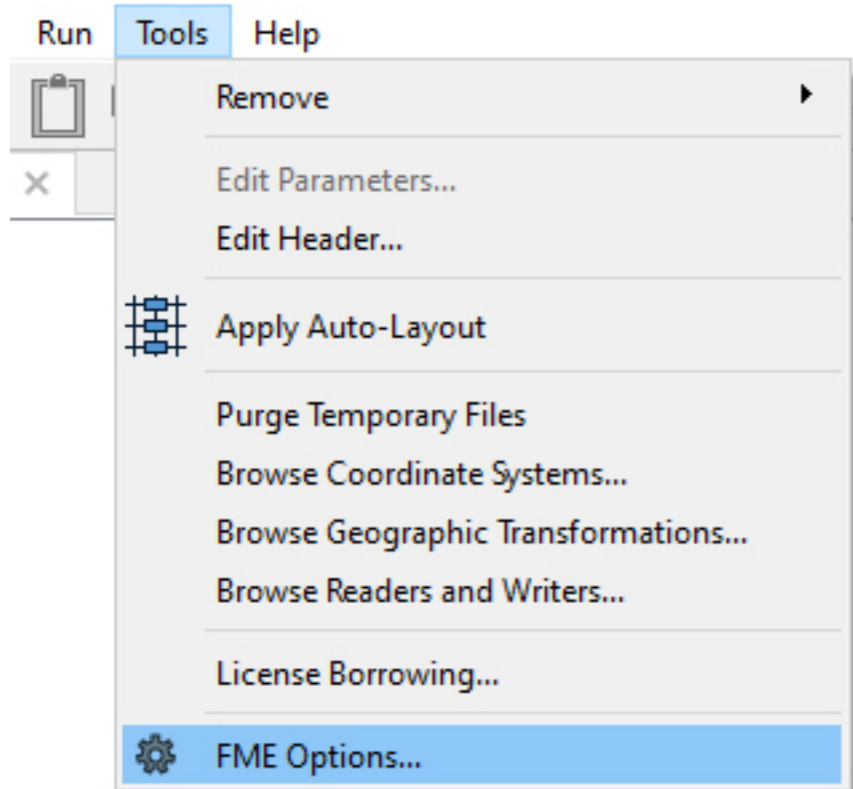 Run Tools Help
Remove
Edit Parameters...
Edit Header...
Apply Auto-Layout
Purge Temporary Files
Browse Coordinate Systems...
Browse Geographic Transformations...
Browse Readers and Writers...
License Borrowing...
FME Options...